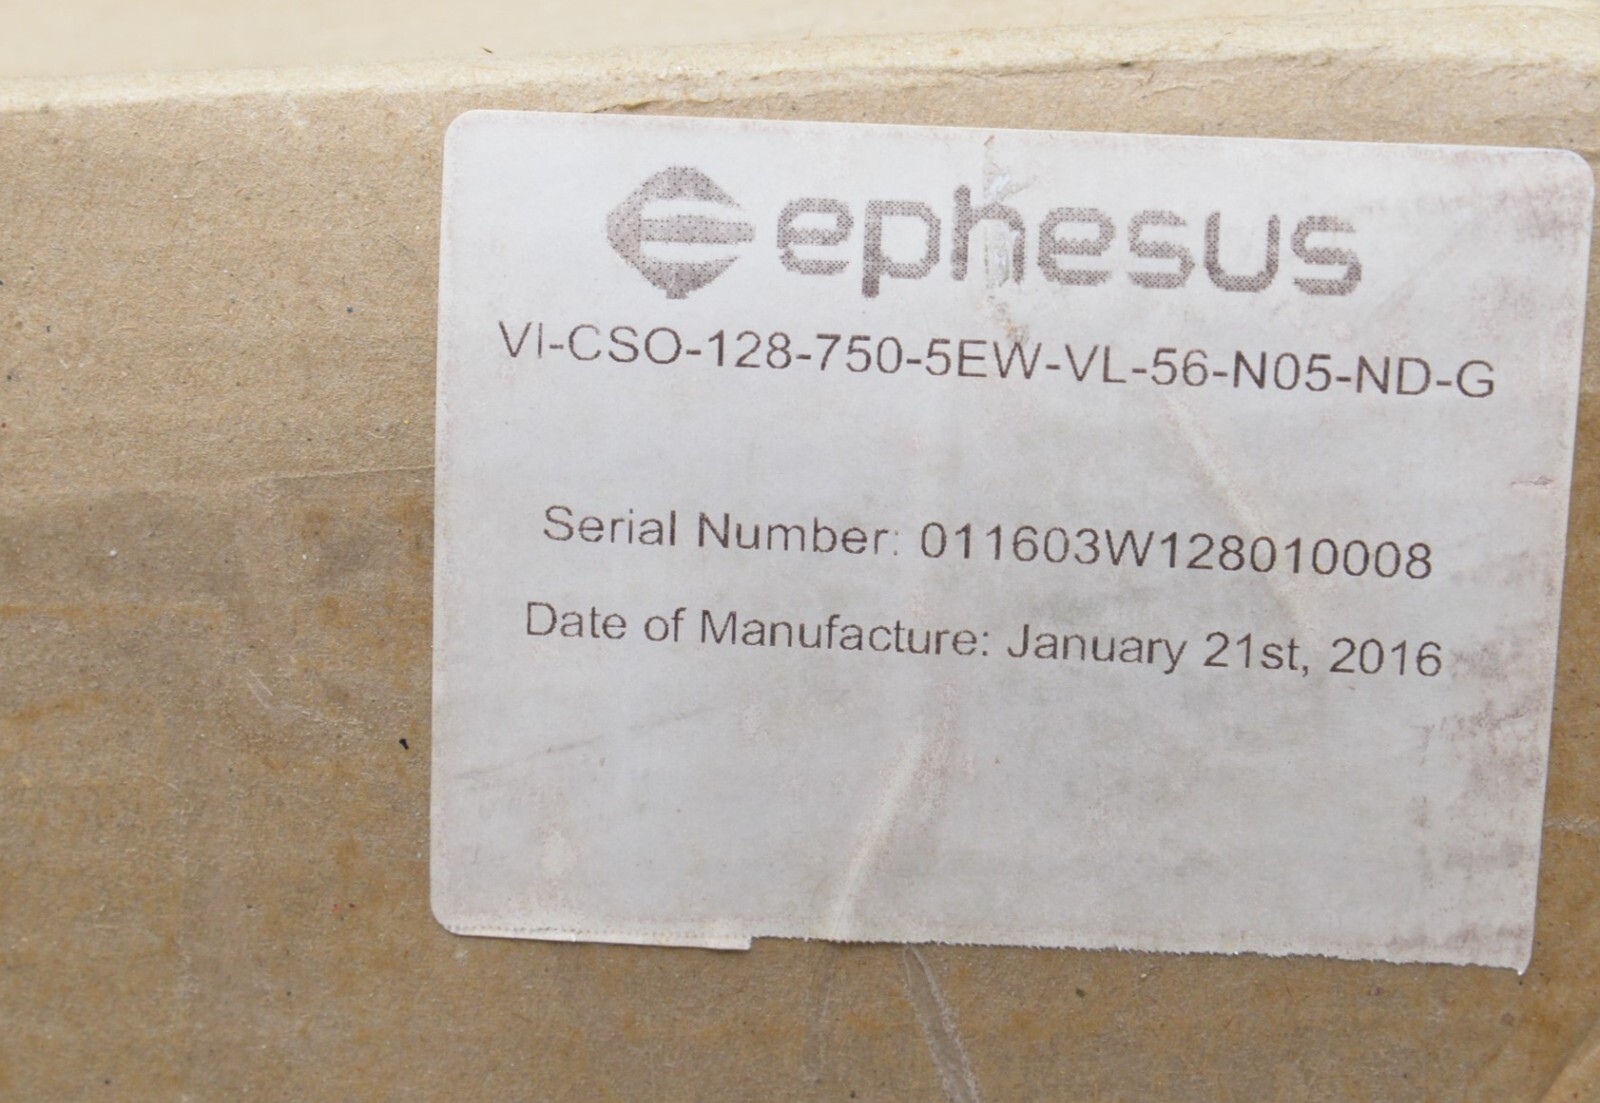 ephesus
VI-CSO-128-750-5EW-VL-56-N05-ND-G
Serial Number: 011603W128010008
Date of Manufacture: January 21st, 2016